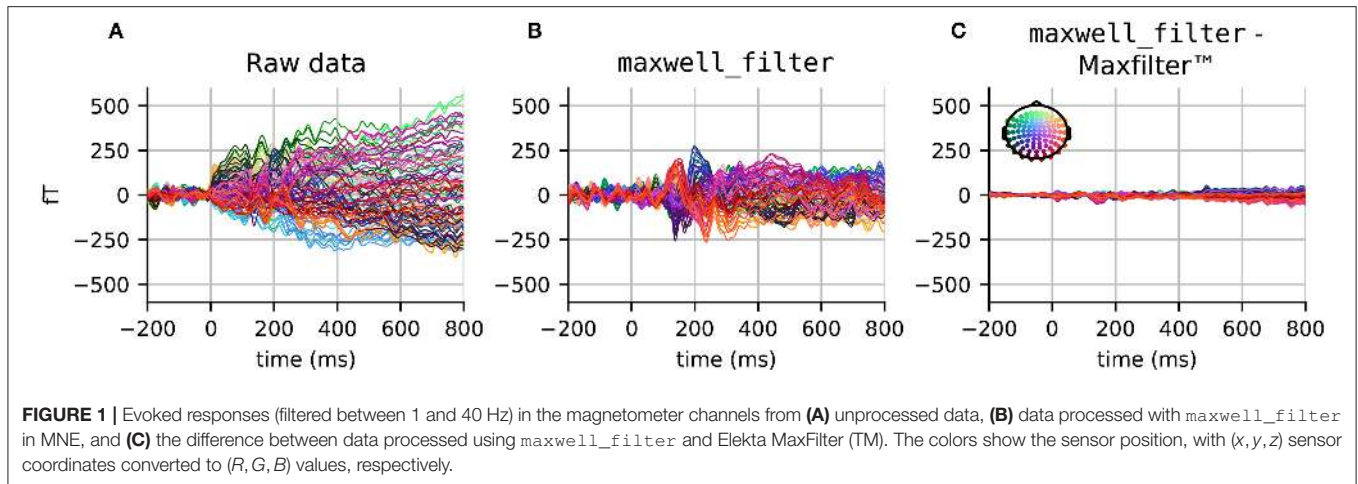 A
Raw data
500
250
0
−250
−500
fT
−200 0 200 400 600 800
time (ms)
B
maxwell_filter
500
250
0
−250
−500
−200 0 200 400 600 800
time (ms)
C
maxwell_filter -
Maxfilter™
500
250
0
−250
−500
−200 0 200 400 600 800
time (ms)
FIGURE 1 | Evoked responses (filtered between 1 and 40 Hz) in the magnetometer channels from (A) unprocessed data, (B) data processed with maxwell_filter
in MNE, and (C) the difference between data processed using maxwell_filter and Elekta MaxFilter (TM). The colors show the sensor position, with (x, y, z) sensor
coordinates converted to (R, G, B) values, respectively.